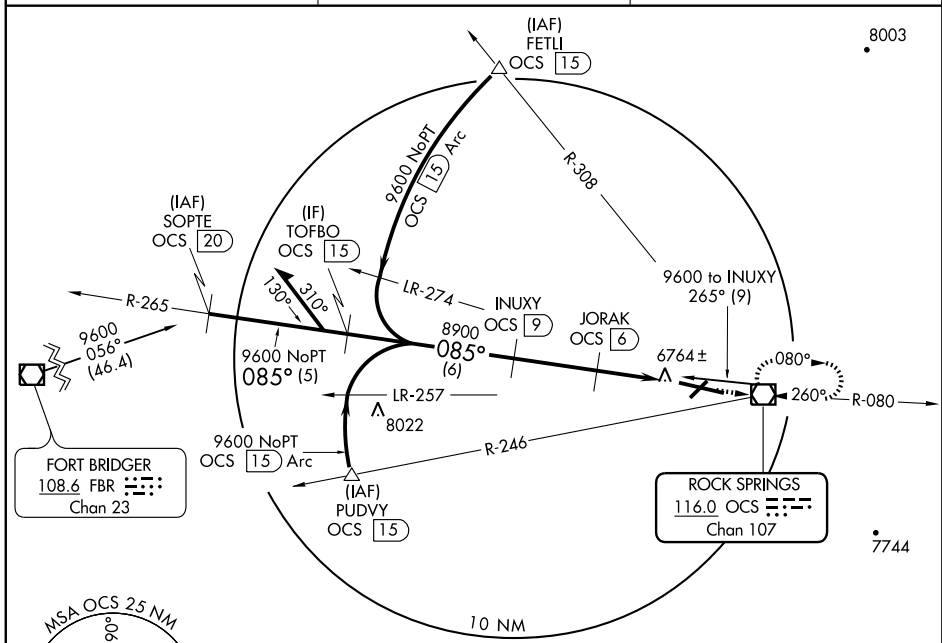 (IAF)
FETLI
OCS 15
8003
9600 NoPT
OCS 15 Arc
R-308
(IAF)
SOPTE
OCS 20
(IF)
TOFBO
OCS 15
9600 to INUXY
265° (9)
LR-274
INUXY
OCS 9
JORAK
OCS 6
310°
130°
R-265
9600
056°
(46.4)
8900
085°
(6)
6764±
080°
9600 NoPT
085° (5)
260°
R-080
LR-257
8022
R-246
9600 NoPT
OCS 15 Arc
(IAF)
PUDVY
OCS 15
FORT BRIDGER
108.6 FBR
Chan 23
ROCK SPRINGS
116.0 OCS
Chan 107
7744
MSA OCS 25 NM
90°
10 NM